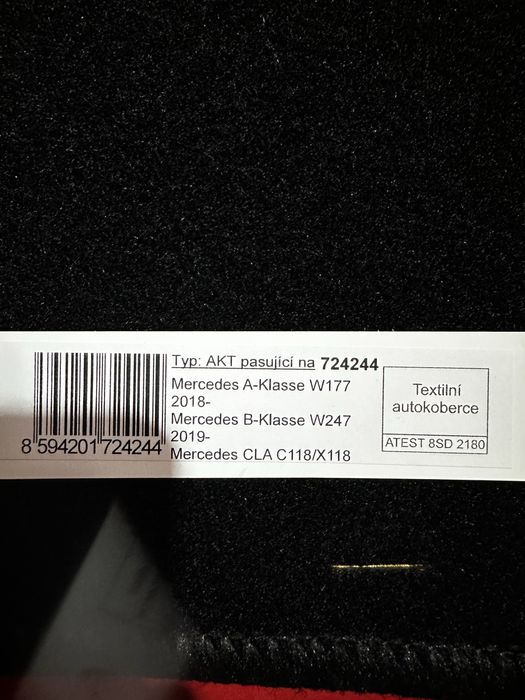 Typ: AKT pasující na 724244
Mercedes A-Klasse W177
2018-
Mercedes B-Klasse W247
2019-
Mercedes CLA C118/X118
8 594201 724244
Textilní
autokoberce
ATEST 8SD 2180